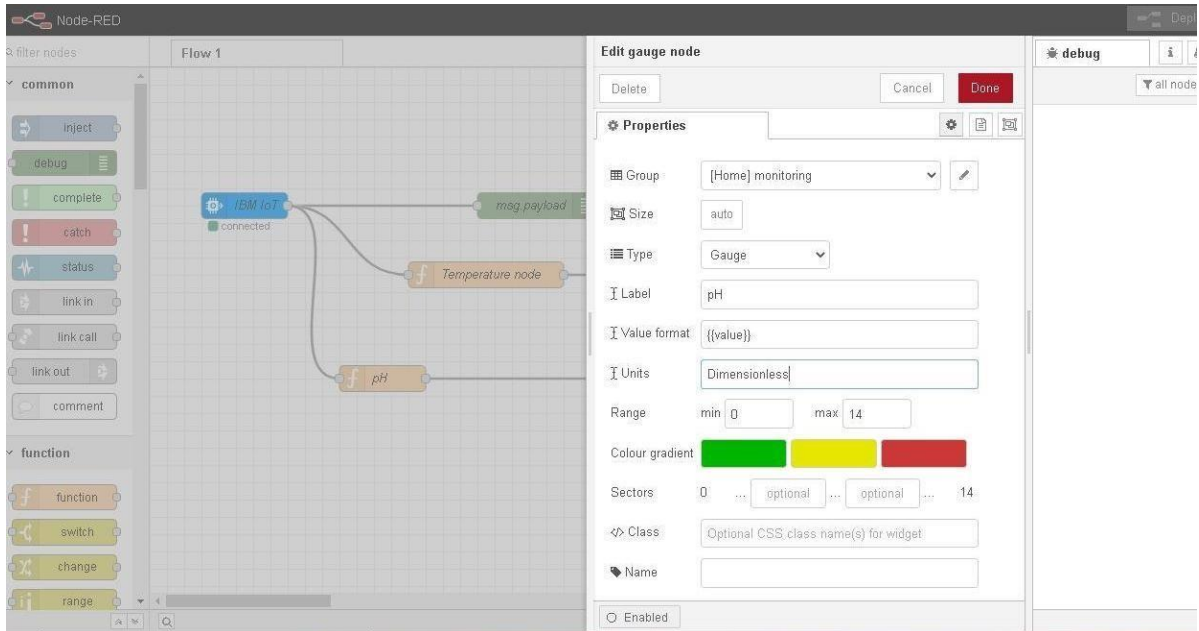 Node-RED
Depl
filter nodes
Flow 1
Edit gauge node
debug
i
common
Delete
Cancel
Done
all node
Properties
inject
debug
Group
[Home] monitoring
complete
IBM IoT
msg.payload
Size
auto
catch
connected
status
Type
Gauge
Temperature node
link in
Label
pH
link call
Value format
{{value}}
link out
pH
Units
Dimensionless
comment
Range
min
0
max
14
function
Colour gradient
function
Sectors
0
...
optional
...
optional
...
14
switch
</> Class
Optional CSS class name(s) for widget
change
Name
range
Enabled